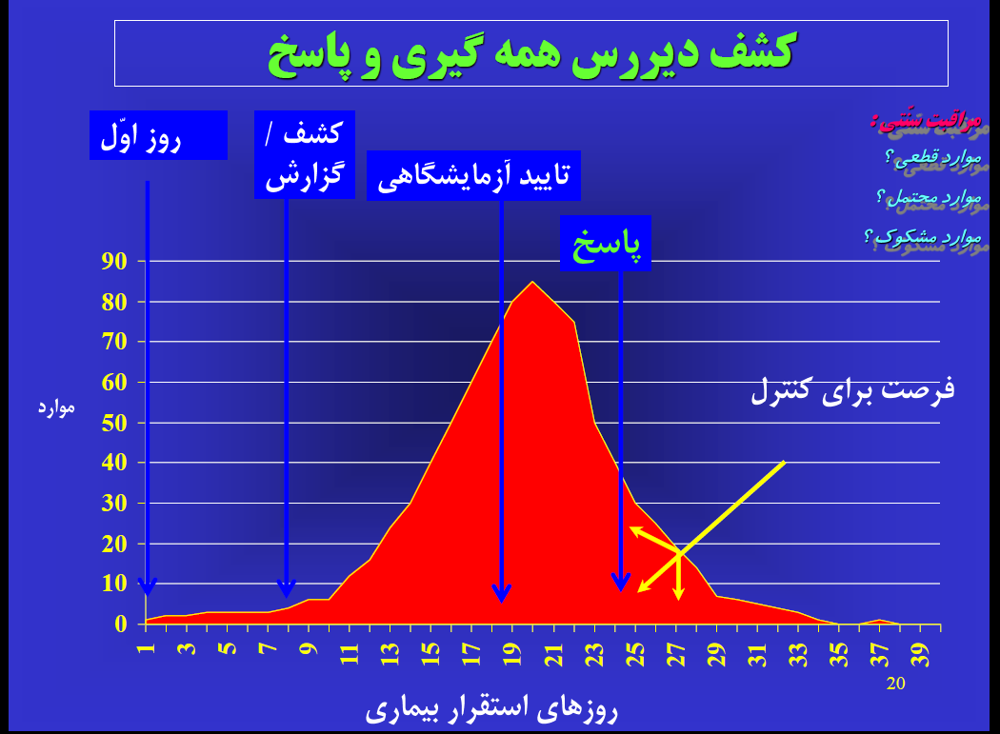 کشف دیررس همه گیری و پاسخ
مراقبت سنّتی :
موارد قطعی ؟
موارد محتمل ؟
موارد مشکوک ؟
روز اوّل
کشف /
گزارش
تایید آزمایشگاهی
پاسخ
فرصت برای کنترل
موارد
90
80
70
60
50
40
30
20
10
0
1 3 5 7 9 11 13 15 17 19 21 23 25 27 29 31 33 35 37 39
روزهای استقرار بیماری
20